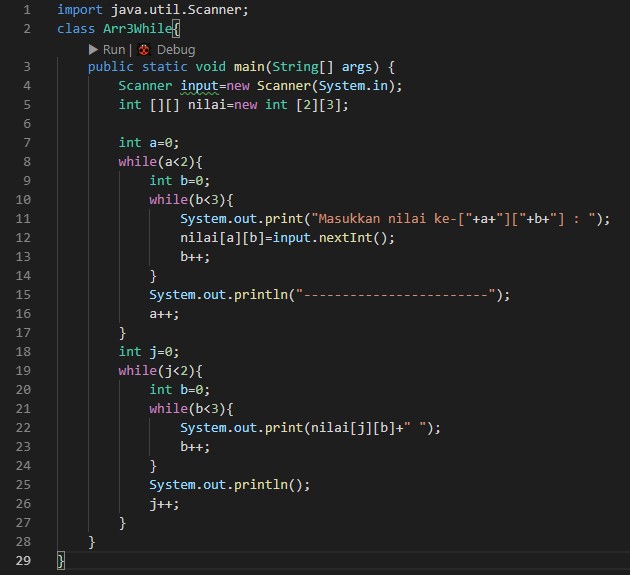 1 import java.util.Scanner;
2 class Arr3While{
Run | Debug
3 public static void main(String[] args) {
4 Scanner input=new Scanner(System.in);
5 int [][] nilai=new int [2][3];
6
7 int a=0;
8 while(a<2){
9 int b=0;
10 while(b<3){
11 System.out.print("Masukkan nilai ke-["+a+"]["+b+"] : ");
12 nilai[a][b]=input.nextInt();
13 b++;
14 }
15 System.out.println("------------------------");
16 a++;
17 }
18 int j=0;
19 while(j<2){
20 int b=0;
21 while(b<3){
22 System.out.print(nilai[j][b]+" ");
23 b++;
24 }
25 System.out.println();
26 j++;
27 }
28 }
29 }